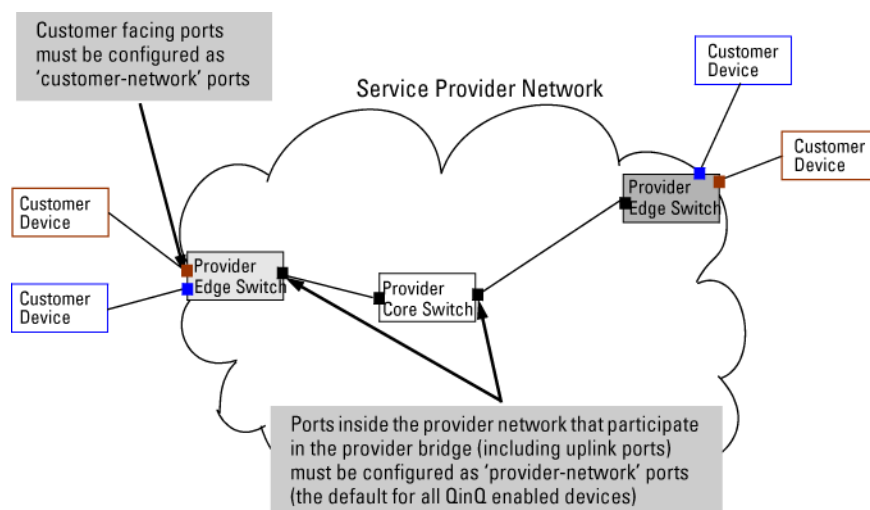 Customer facing ports
must be configured as
'customer-network' ports
Service Provider Network
Customer
Device
Customer
Device
Provider
Edge Switch
Customer
Device
Provider
Edge Switch
Provider
Core Switch
Customer
Device
Ports inside the provider network that participate
in the provider bridge (including uplink ports)
must be configured as 'provider-network' ports
(the default for all QinQ enabled devices)